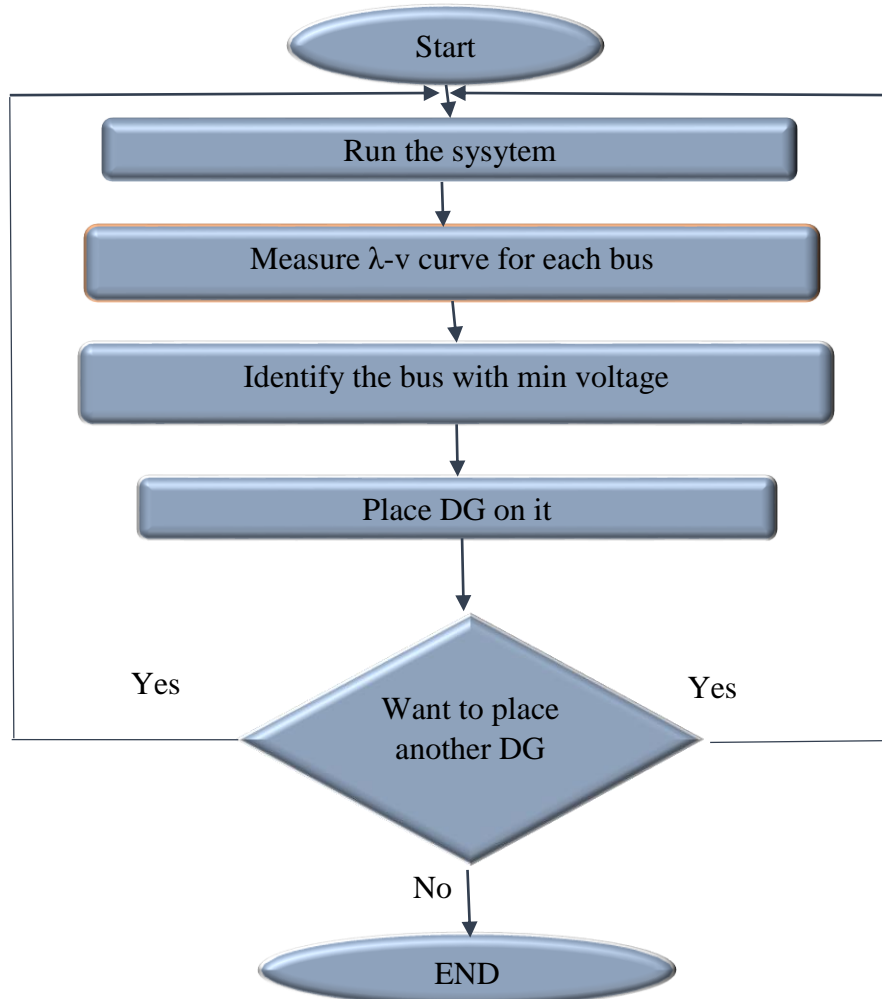 Start
Run the sysytem
Measure λ-v curve for each bus
Identify the bus with min voltage
Place DG on it
Yes
Yes
Want to place
another DG
No
END